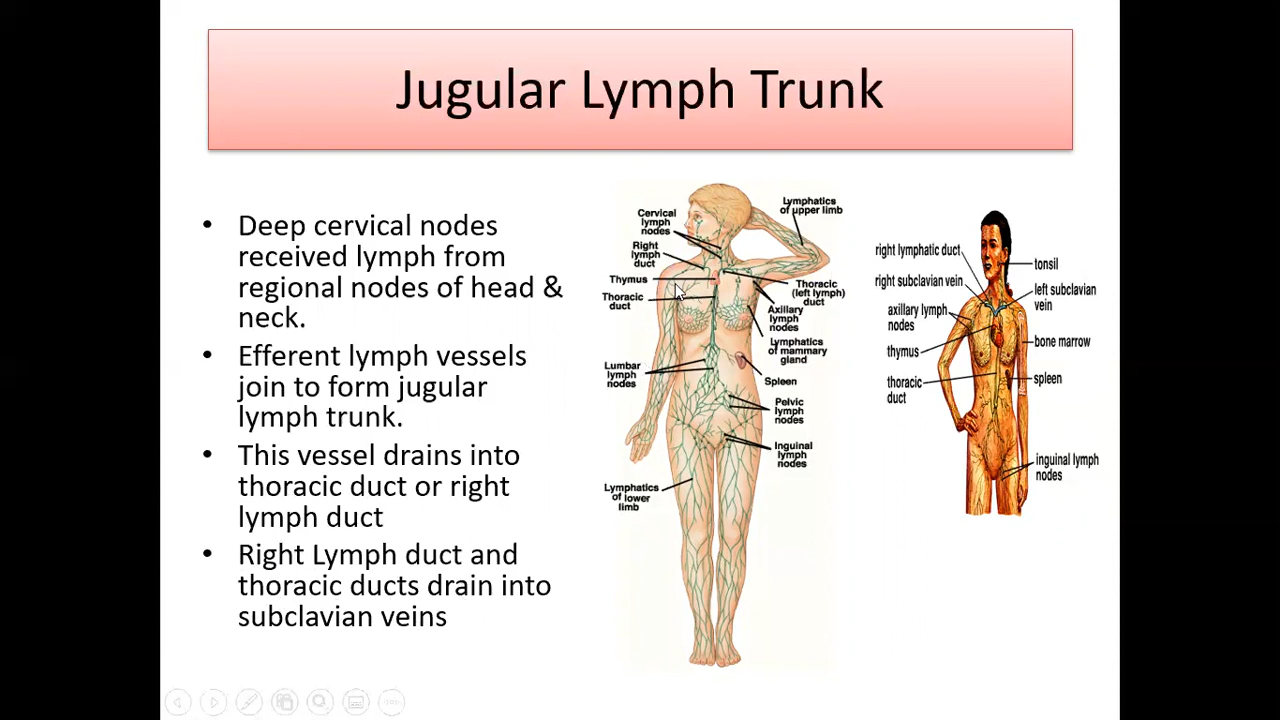 Jugular Lymph Trunk
• Deep cervical nodes
received lymph from
regional nodes of head &
neck.
• Efferent lymph vessels
join to form jugular
lymph trunk.
• This vessel drains into
thoracic duct or right
lymph duct
• Right Lymph duct and
thoracic ducts drain into
subclavian veins
Cervical
lymph
nodes
Right
lymph
duct
Thymus
Thoracic
duct
Lumbar
lymph
nodes
Lymphatics
of lower
limb
Lymphatics
of upper limb
Thoracic
(left lymph)
duct
Axillary
lymph
nodes
Lymphatics
of mammary
gland
Spleen
Pelvic
lymph
nodes
Inguinal
lymph
nodes
right lymphatic duct
right subclavian vein
axillary lymph
nodes
thymus
thoracic
duct
tonsil
left subclavian
vein
bone marrow
spleen
inguinal lymph
nodes